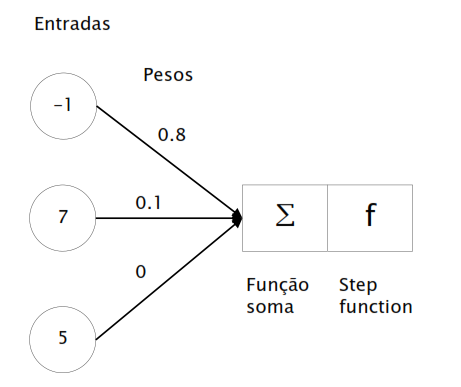 Entradas
Pesos
–1
0.8
7
0.1
Σ
f
0
Função
soma
Step
function
5